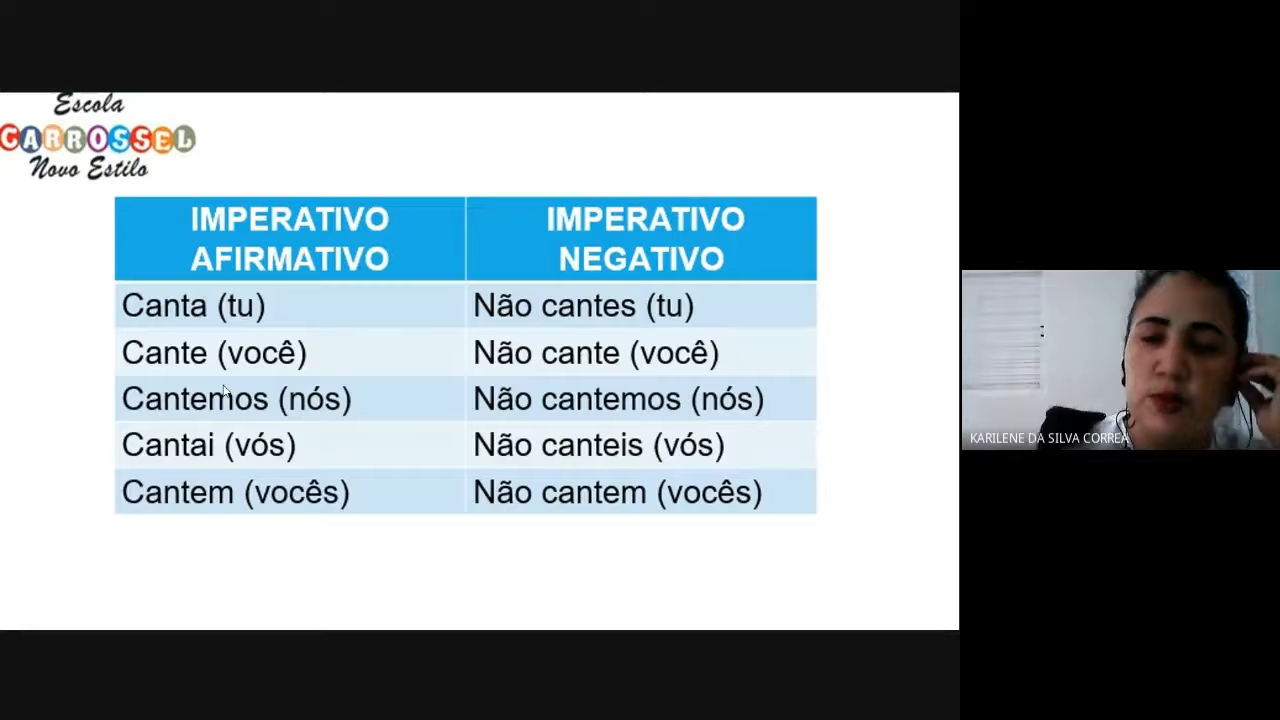 Escola
CARROSSEL
Novo Estilo
IMPERATIVO AFIRMATIVO
IMPERATIVO NEGATIVO
Canta (tu)
Não cantes (tu)
Cante (você)
Não cante (você)
Cantemos (nós)
Não cantemos (nós)
Cantai (vós)
Não canteis (vós)
Cantem (vocês)
Não cantem (vocês)
KARILENE DA SILVA CORREA